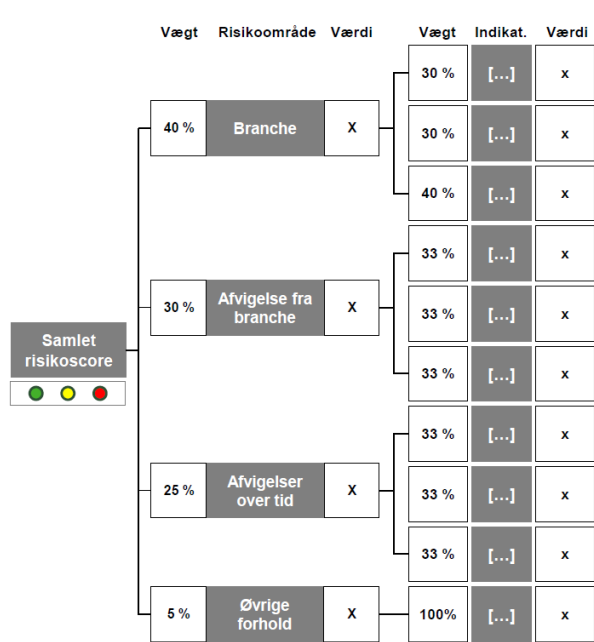 Vægt Risikoområde Værdi Vægt Indikat. Værdi
30 % [...] x
40 % Branche X
30 % [...] x
40 % [...] x
33 % [...] x
30 % Afvigelse fra
branche X
33 % [...] x
33 % [...] x
Samlet
risikoscore
33 % [...] x
25 % Afvigelser
over tid X
33 % [...] x
33 % [...] x
5 % Øvrige
forhold X
100% [...] x